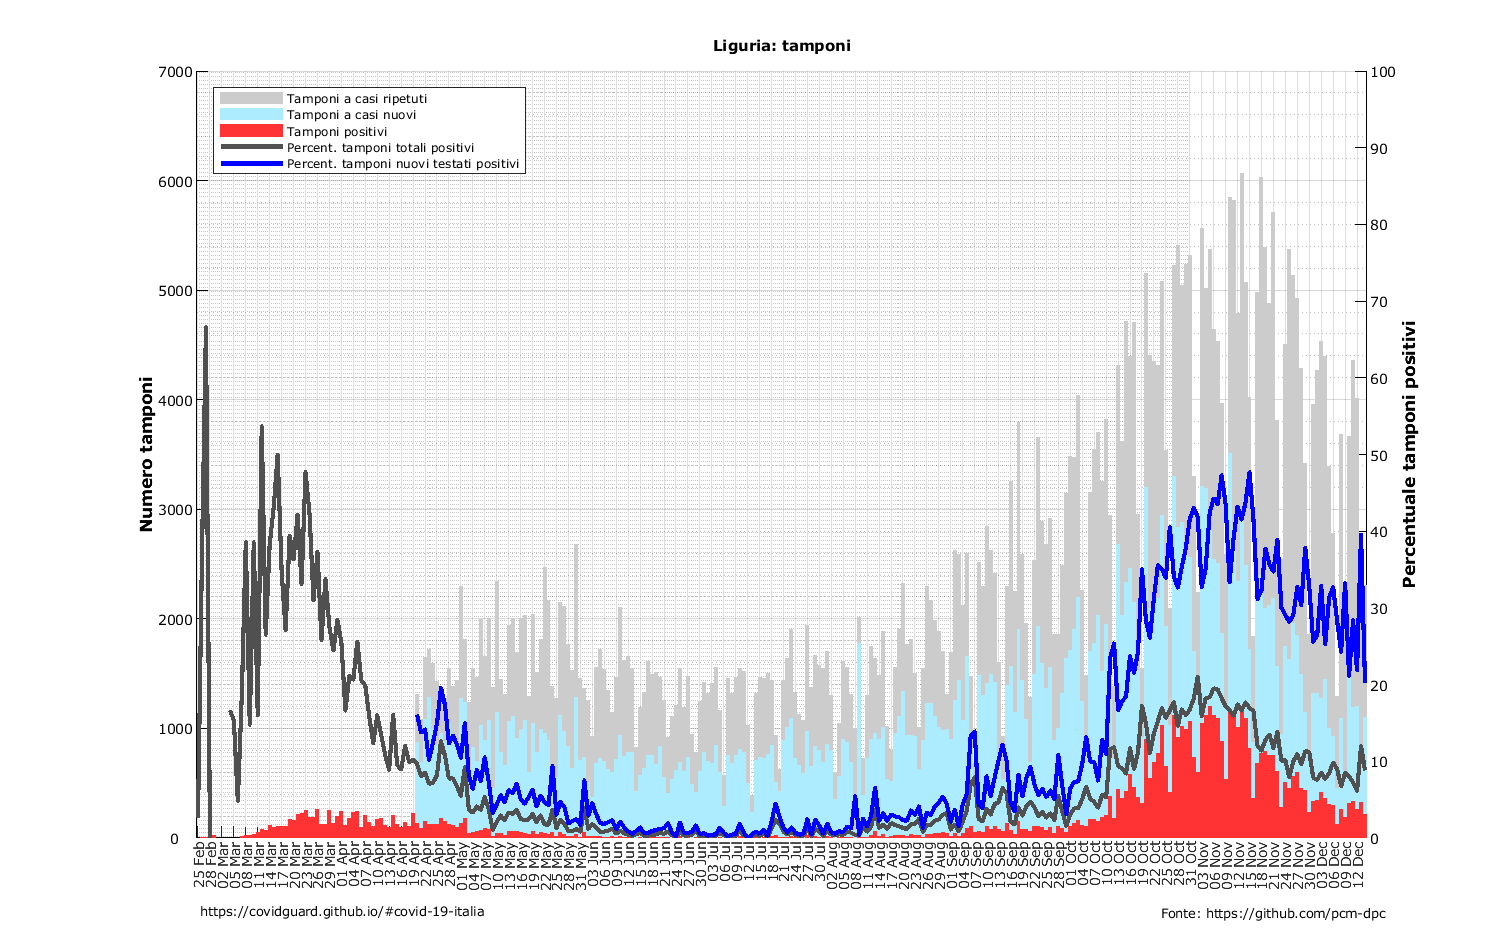 Liguria: tamponi
Tamponi a casi ripetuti
Tamponi a casi nuovi
Tamponi positivi
Percent. tamponi totali positivi
Percent. tamponi nuovi testati positivi
Numero tamponi
7000
6000
5000
4000
3000
2000
1000
0
Percentuale tamponi positivi
100
90
80
70
60
50
40
30
20
10
0
25 Feb
28 Feb
02 Mar
05 Mar
08 Mar
11 Mar
14 Mar
17 Mar
20 Mar
23 Mar
26 Mar
29 Mar
01 Apr
04 Apr
07 Apr
10 Apr
13 Apr
16 Apr
19 Apr
22 Apr
25 Apr
28 Apr
01 May
04 May
07 May
10 May
13 May
16 May
19 May
22 May
25 May
28 May
31 May
03 Jun
06 Jun
09 Jun
12 Jun
15 Jun
18 Jun
21 Jun
24 Jun
27 Jun
30 Jun
03 Jul
06 Jul
09 Jul
12 Jul
15 Jul
18 Jul
21 Jul
24 Jul
27 Jul
30 Jul
02 Aug
05 Aug
08 Aug
11 Aug
14 Aug
17 Aug
20 Aug
23 Aug
26 Aug
29 Aug
01 Sep
04 Sep
07 Sep
10 Sep
13 Sep
16 Sep
19 Sep
22 Sep
25 Sep
28 Sep
01 Oct
04 Oct
07 Oct
10 Oct
13 Oct
16 Oct
19 Oct
22 Oct
25 Oct
28 Oct
31 Oct
03 Nov
06 Nov
09 Nov
12 Nov
15 Nov
18 Nov
21 Nov
24 Nov
27 Nov
30 Nov
03 Dec
06 Dec
09 Dec
12 Dec
https://covidguard.github.io/#covid-19-italia
Fonte: https://github.com/pcm-dpc